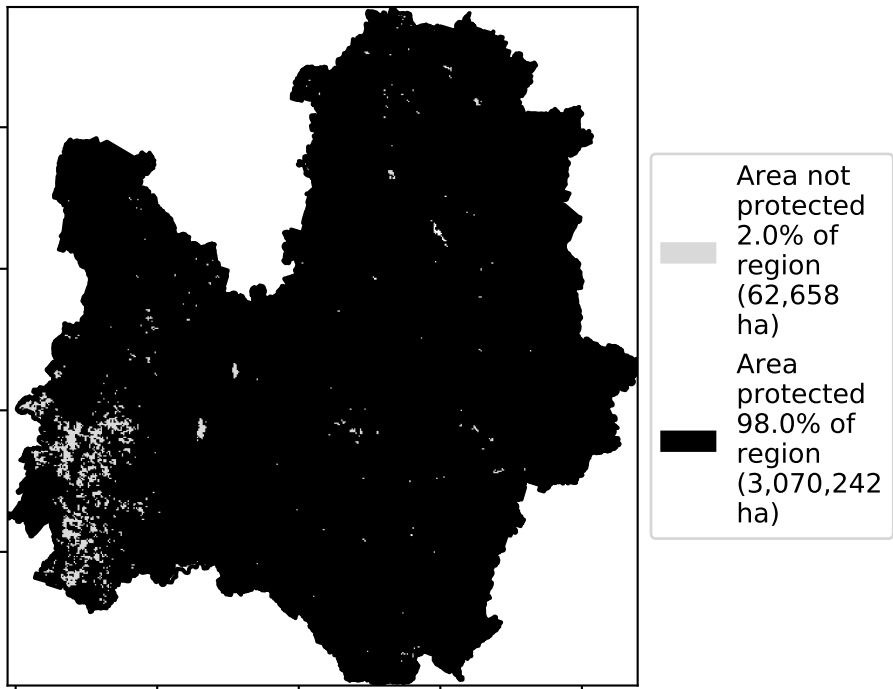 Area not
protected
2.0% of
region
(62,658
ha)
Area
protected
98.0% of
region
(3,070,242
ha)